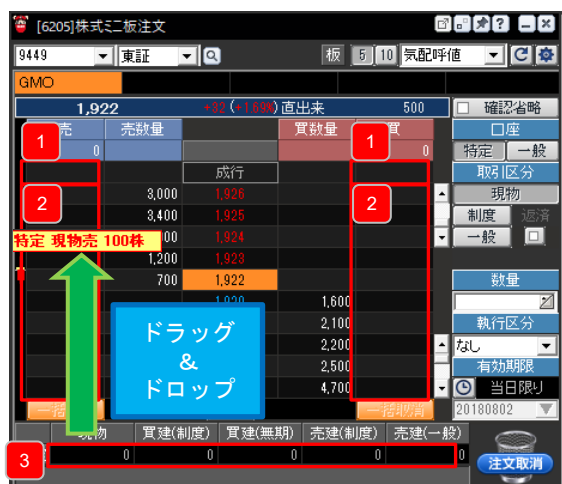 [6205]株式ミニ板注文
9449 東証 板 5 10 気配呼値
GMO
1,922 +32 (+1.69%) 直近出来 500 確認省略
売 売数量 買数量 買 口座
1 0 1 0 特定 一般
成行 取引区分
2 3,000 1,926 2 現物
3,400 1,925 制度 返済
特定 現物売 100株 00 1,924 一般
1,200 1,923
700 1,922 数量
1,920 1,600
2,100 執行区分
2,200 なし
2,500 有効期限
4,700 当日限り
ドラッグ
&
ドロップ
一括取消 20180802
現物 買建(制度) 買建(無期) 売建(制度) 売建(一般)
3 0 0 0 0 0 注文取消